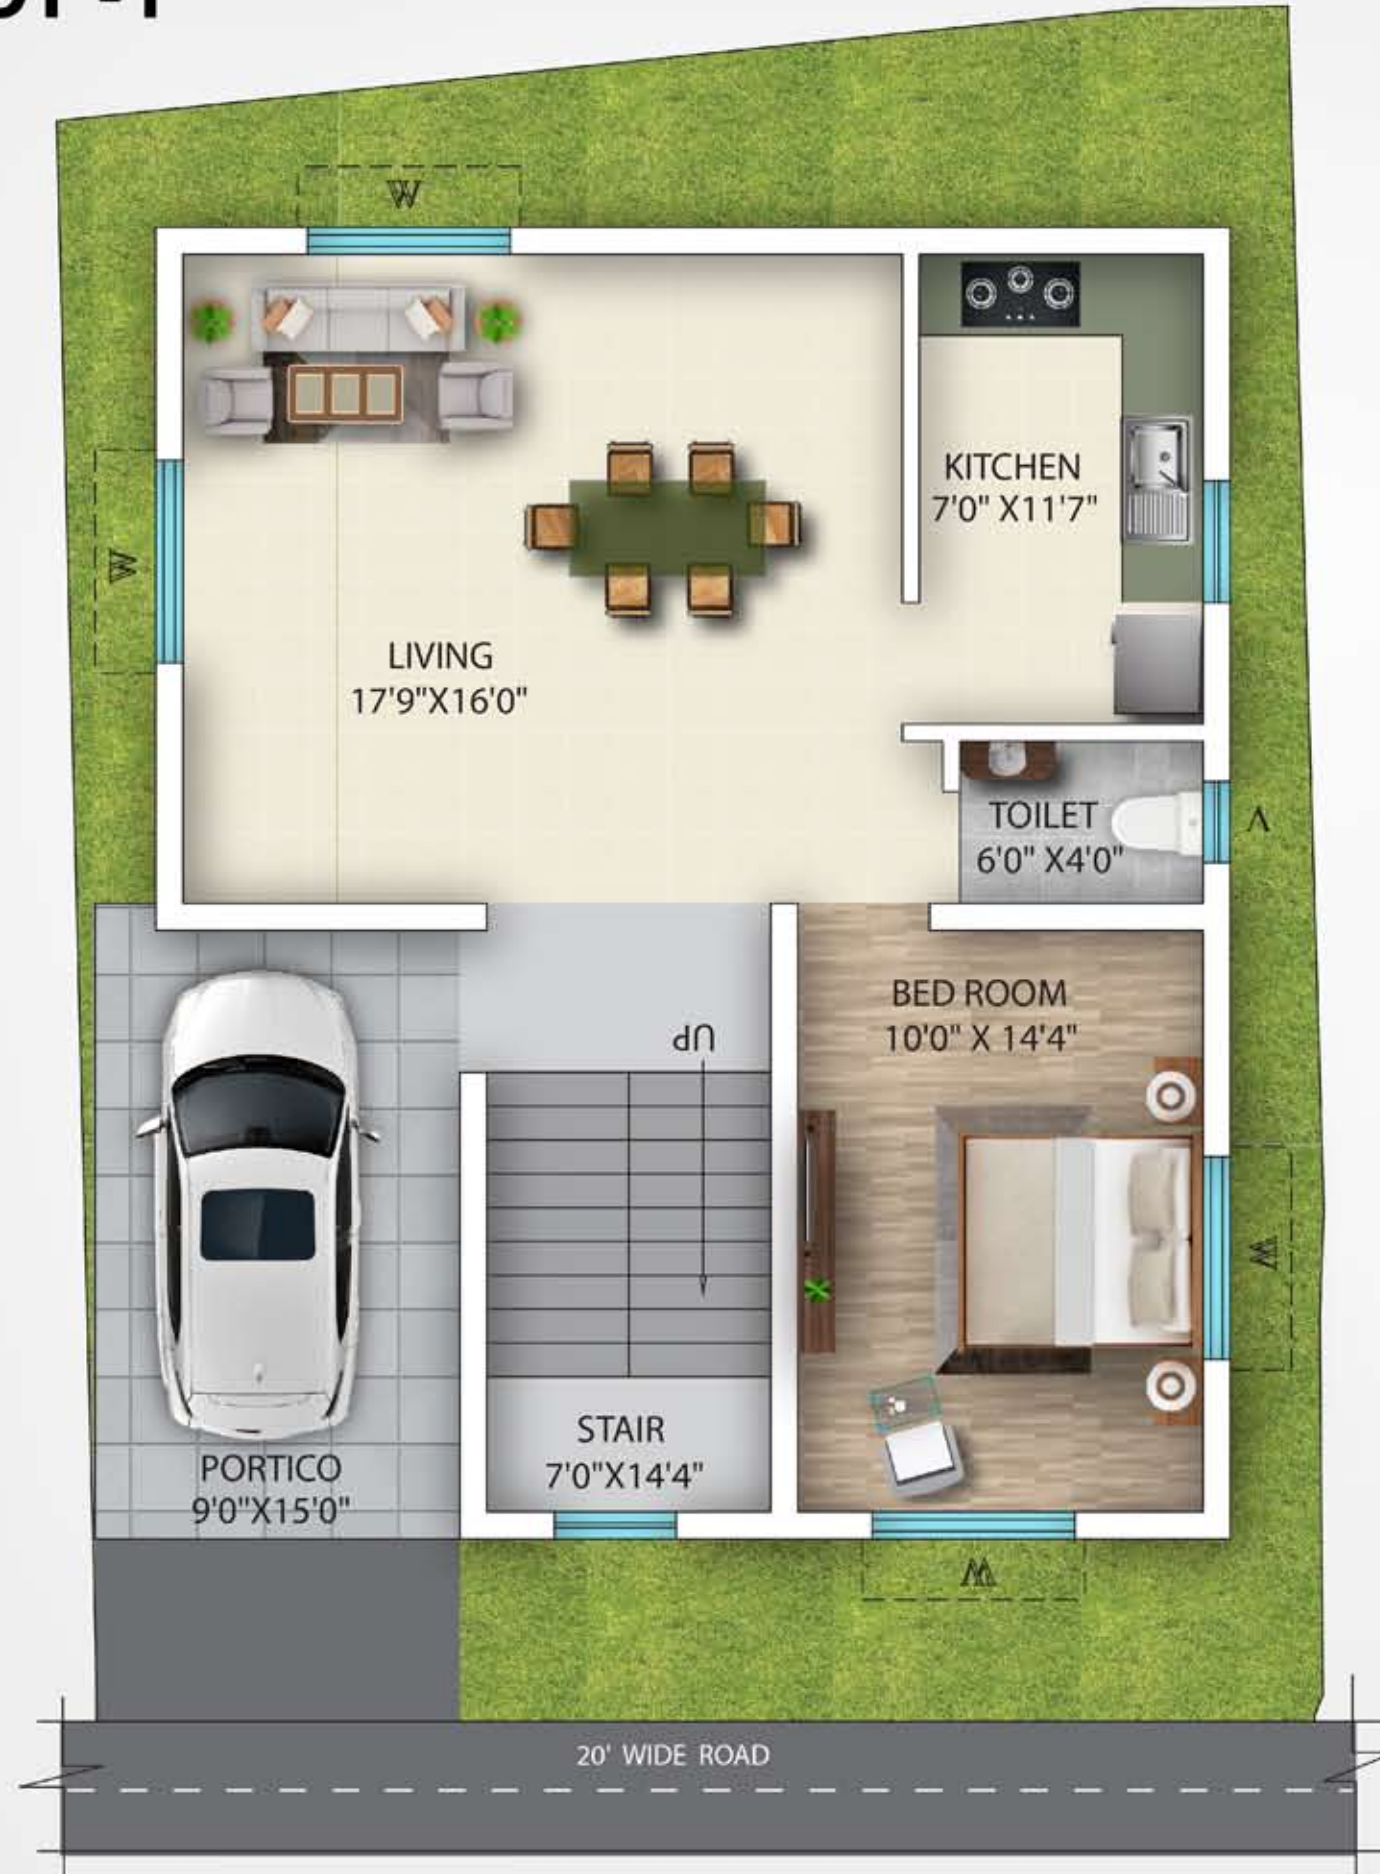 W
W
KITCHEN
7'0" X11'7"
LIVING
17'9"X16'0"
TOILET
6'0" X4'0"
V
BED ROOM
10'0" X 14'4"
UP
W
STAIR
7'0"X14'4"
PORTICO
9'0"X15'0"
W
20' WIDE ROAD